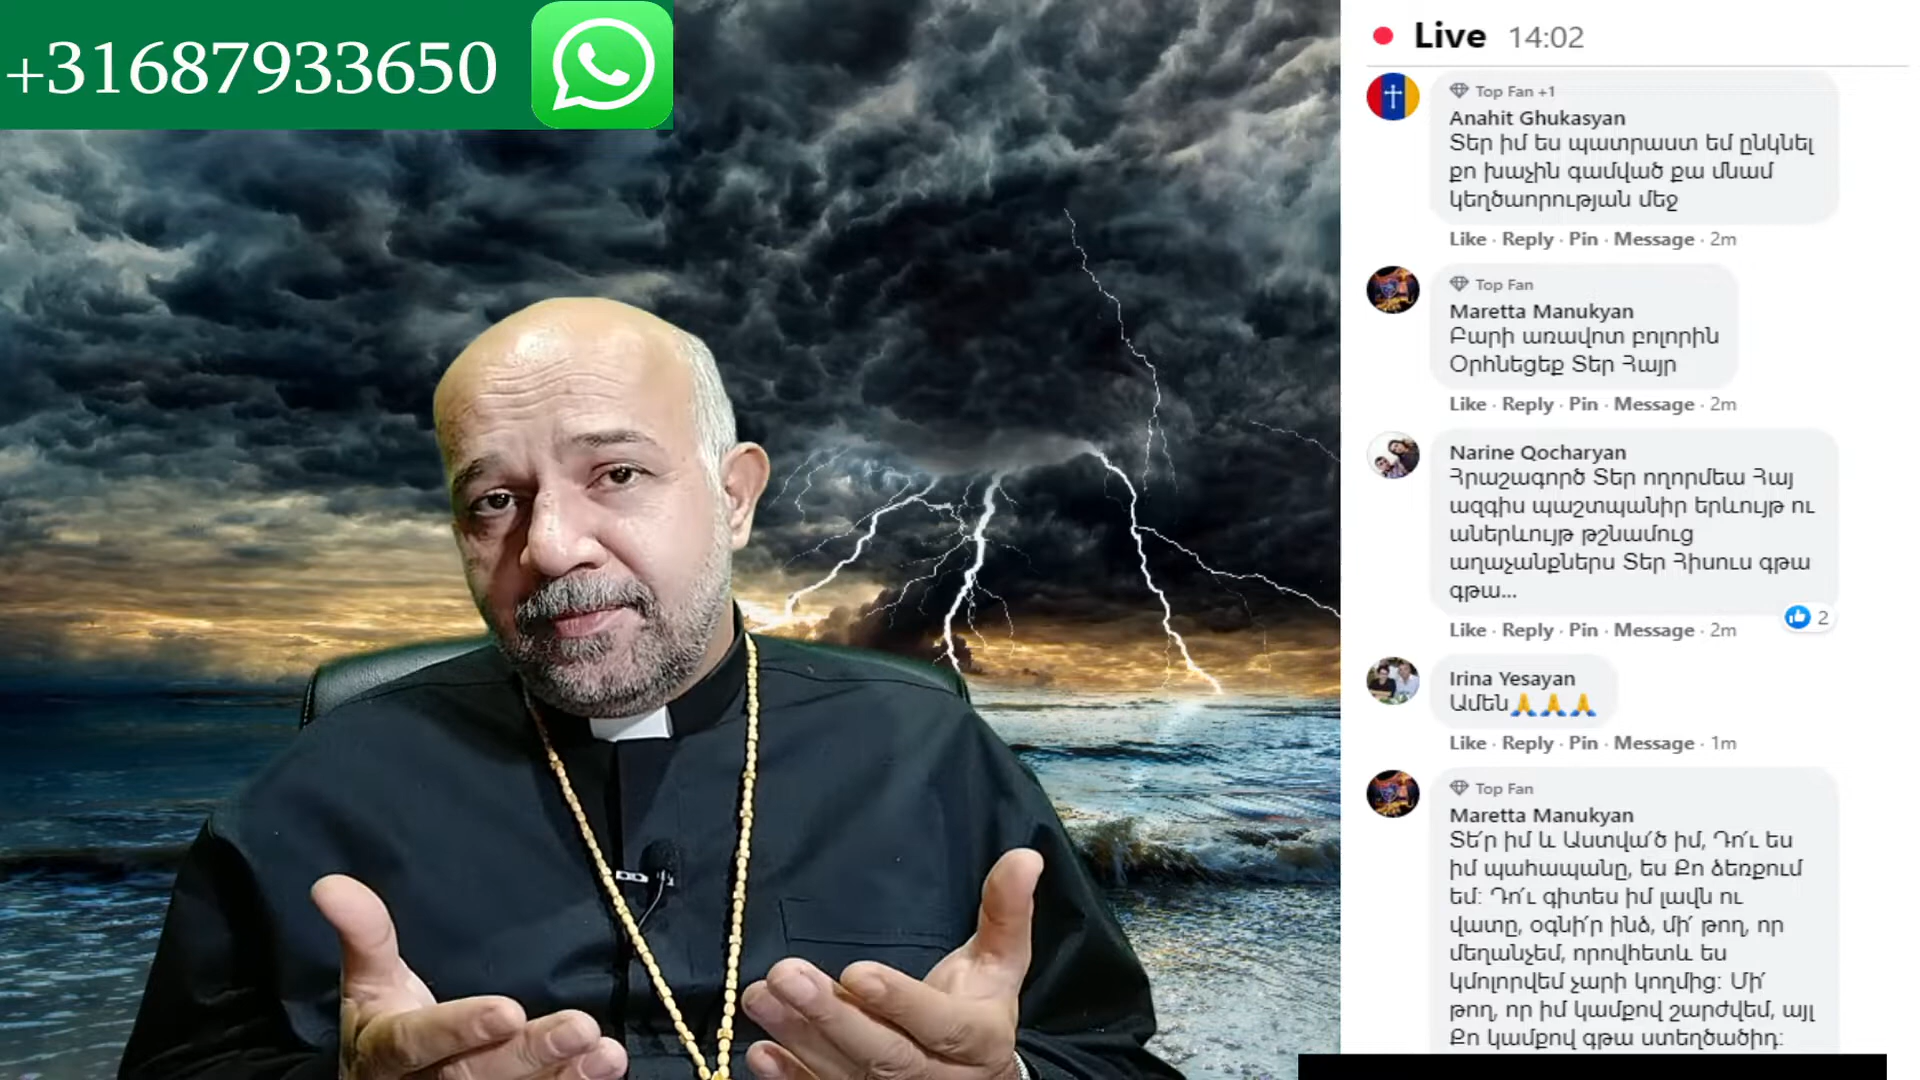 +31687933650
Live 14:02
Top Fan +1
Anahit Ghukasyan
Տեր իմ ես պատրաստ եմ ընկնել
քո խաչին գամված քա մնամ
կեղծաորության մեջ
Like · Reply · Pin · Message · 2m
Top Fan
Maretta Manukyan
Բարի առավոտ բոլորին
Օրհնեցեք Տեր Հայր
Like · Reply · Pin · Message · 2m
Narine Qocharyan
Հրաշագործ Տեր ողորմեա Հայ
ազգիս պաշտպանիր երևույթ ու
աներևույթ թշնամուց
աղաչանքներս Տեր Հիսուս գթա
գթա...
2
Like · Reply · Pin · Message · 2m
Irina Yesayan
Ամեն🙏🙏🙏
Like · Reply · Pin · Message · 1m
Top Fan
Maretta Manukyan
Տե՛ր իմ և Աստվա՛ծ իմ, Դո՛ւ ես
իմ պահապանը, ես Քո ձեռքում
եմ: Դո՛ւ գիտես իմ լավն ու
վատը, օգնի՛ր ինձ, մի՛ թող, որ
մեղանչեմ, որովհետև ես
կմոլորվեմ չարի կողմից: Մի՛
թող, որ իմ կամքով շարժվեմ, այլ
Քո կամքով գթա ստեղծածիդ: